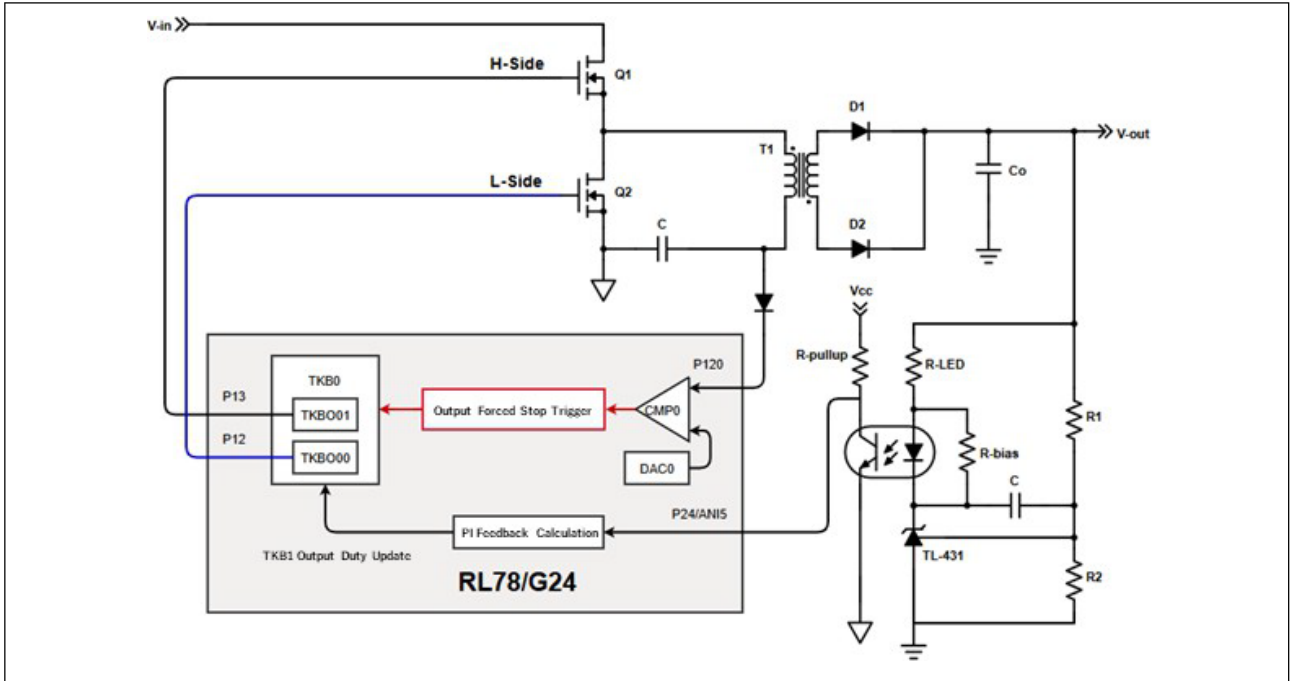 V-in
H-Side
Q1
D1
V-out
T1
Co
L-Side
Q2
C
D2
Vcc
R-pullup
R-LED
P120
TKB0
P13
TKBO01
Output Forced Stop Trigger
CMP0
R1
P12
TKBO00
DAC0
R-bias
C
P24/ANI5
PI Feedback Calculation
TKB1 Output Duty Update
TL-431
R2
RL78/G24